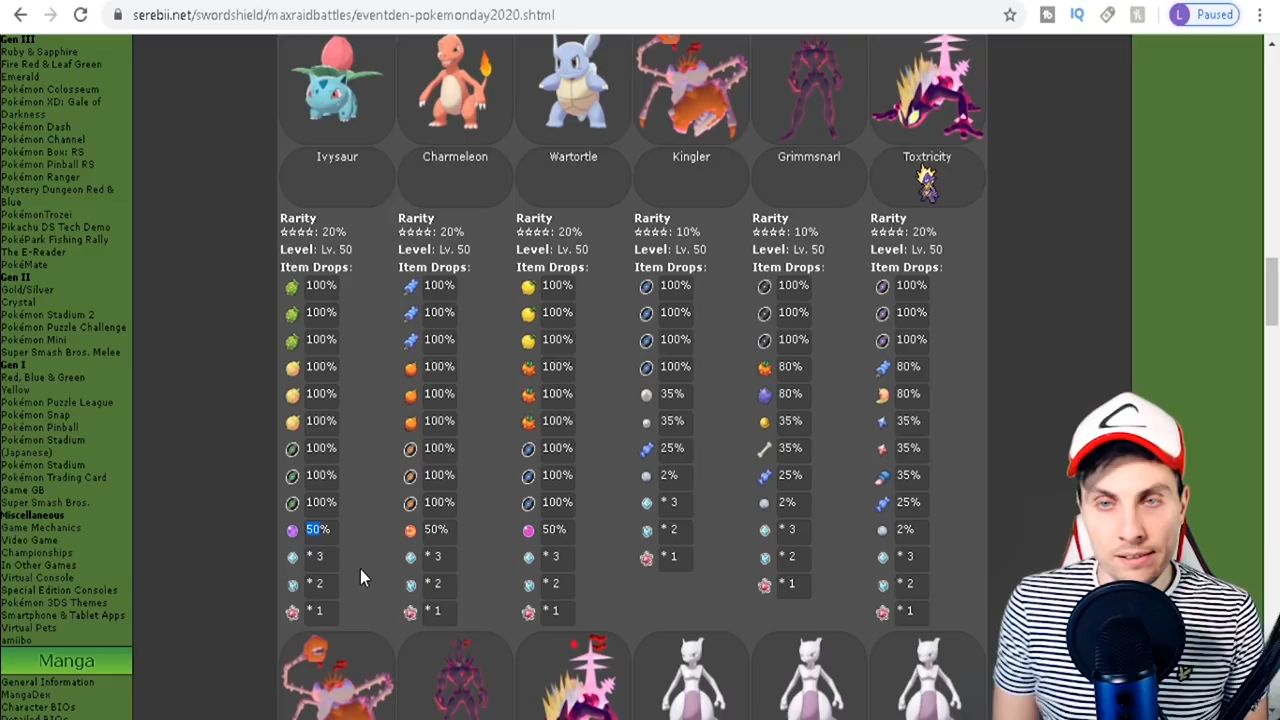 serebii.net/swordshield/maxraidbattles/eventden-pokemonday2020.shtml
IQ
L Paused
Gen III
Ruby & Sapphire
Fire Red & Leaf Green
Emerald
Pokémon Colosseum
Pokémon XD: Gale of
Darkness
Pokémon Dash
Pokémon Channel
Pokémon Box: RS
Pokémon Pinball RS
Pokémon Ranger
Mystery Dungeon Red &
Blue
PokémonTrozei
Pikachu DS Tech Demo
PokéPark Fishing Rally
The E-Reader
PokéMate
Gen II
Gold/Silver
Crystal
Pokémon Stadium 2
Pokémon Puzzle Challenge
Pokémon Mini
Super Smash Bros. Melee
Gen I
Red, Blue & Green
Yellow
Pokémon Puzzle League
Pokémon Snap
Pokémon Pinball
Pokémon Stadium
(Japanese)
Pokémon Stadium
Pokémon Trading Card
Game GB
Super Smash Bros.
Miscellaneous
Game Mechanics
Video Game
Championships
In Other Games
Virtual Console
Special Edition Consoles
Pokémon 3DS Themes
Smartphone & Tablet Apps
Virtual Pets
amiibo
Manga
General Information
MangaDex
Character BIOs
Detailed BIOs
Ivysaur Charmeleon Wartortle Kingler Grimmsnarl Toxtricity
Rarity Rarity Rarity Rarity Rarity Rarity
☆☆☆☆: 20% ☆☆☆☆: 20% ☆☆☆☆: 20% ☆☆☆☆: 10% ☆☆☆☆: 10% ☆☆☆☆: 20%
Level: Lv. 50 Level: Lv. 50 Level: Lv. 50 Level: Lv. 50 Level: Lv. 50 Level: Lv. 50
Item Drops: Item Drops: Item Drops: Item Drops: Item Drops: Item Drops:
100% 100% 100% 100% 100% 100%
100% 100% 100% 100% 100% 100%
100% 100% 100% 100% 100% 100%
100% 100% 100% 100% 80% 80%
100% 100% 100% 35% 80% 80%
100% 100% 100% 35% 35% 35%
100% 100% 100% 25% 35% 35%
100% 100% 100% 2% 25% 35%
100% 100% 100% * 3 2% 25%
50% 50% 50% * 2 * 3 2%
* 3 * 3 * 3 * 1 * 2 * 3
* 2 * 2 * 2 * 1 * 2
* 1 * 1 * 1 * 1